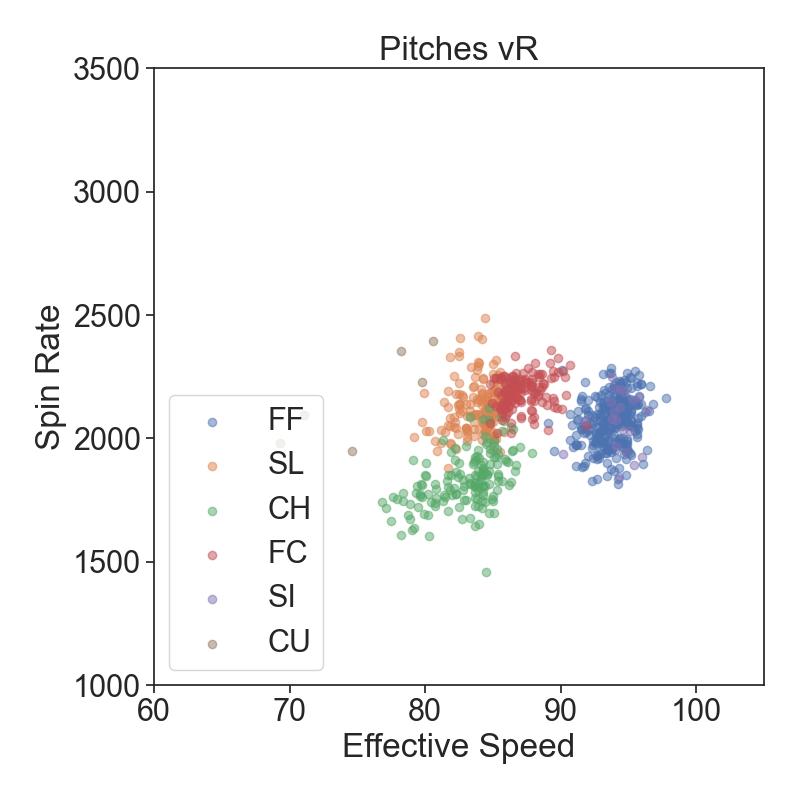 Pitches vR
3500
3000
2500
2000
1500
1000
Spin Rate
FF
SL
CH
FC
SI
CU
60 70 80 90 100
Effective Speed